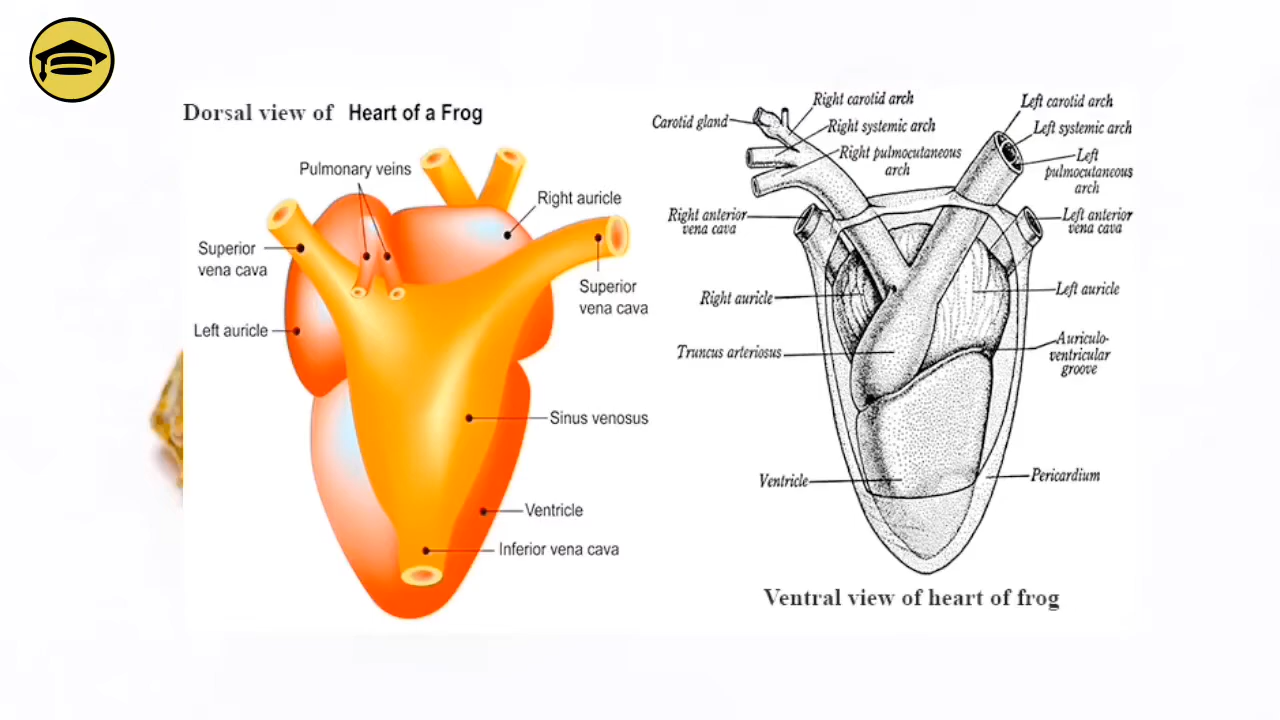 Dorsal view of Heart of a Frog
Pulmonary veins
Right auricle
Superior
vena cava
Superior
vena cava
Left auricle
Sinus venosus
Ventricle
Inferior vena cava
Right carotid arch
Carotid gland
Right systemic arch
Right pulmocutaneous
arch
Left carotid arch
Left systemic arch
Left
pulmocutaneous
arch
Right anterior
vena cava
Left anterior
vena cava
Right auricle
Left auricle
Truncus arteriosus
Auriculo-
ventricular
groove
Ventricle
Pericardium
Ventral view of heart of frog